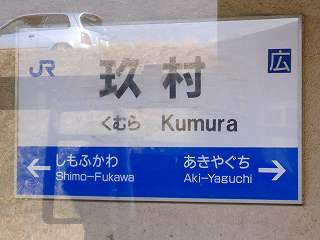 JR 広
玖村
くむら Kumura
← しもふかわ あきやぐち →
Shimo-Fukawa Aki-Yaguchi